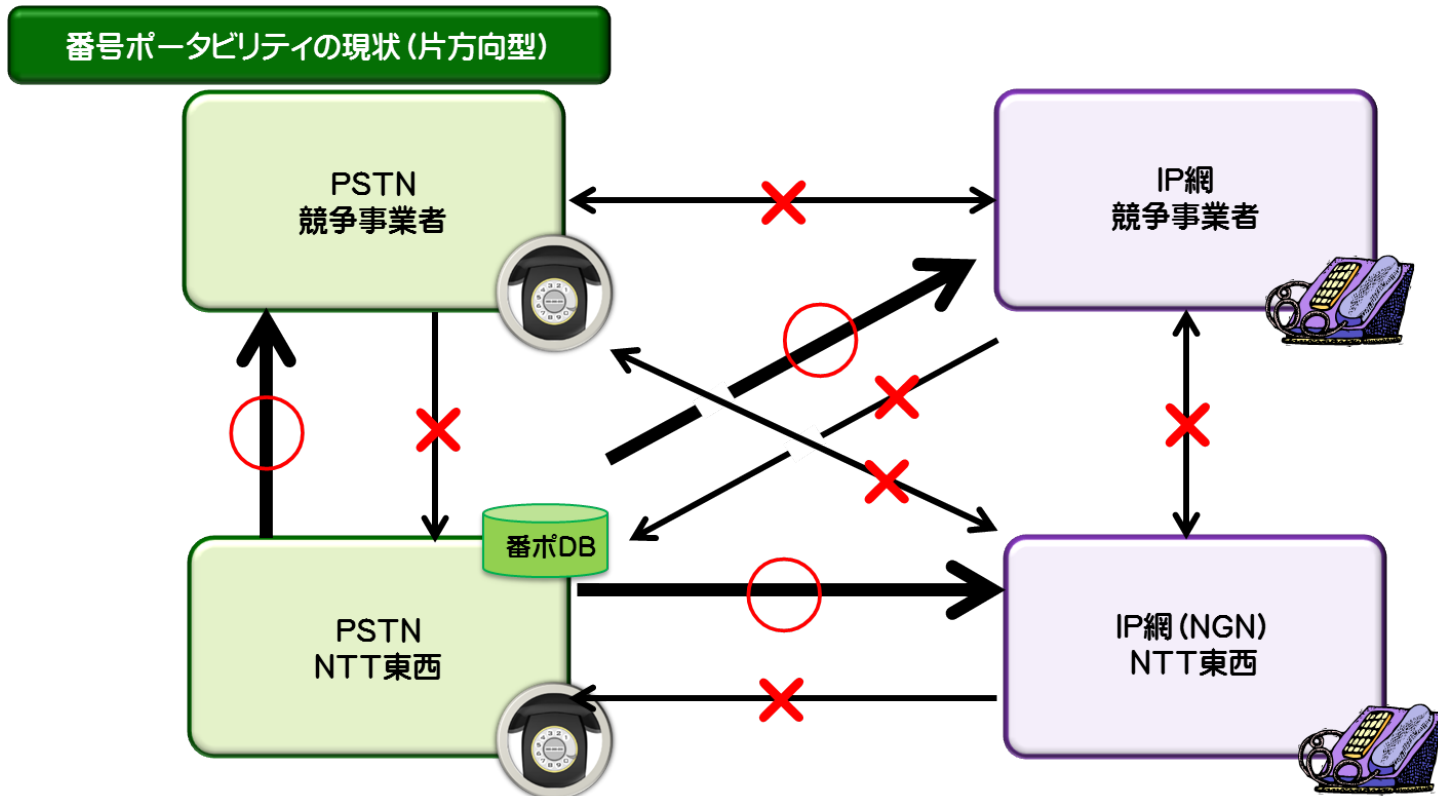 番号ポータビリティの現状(片方向型)
PSTN
競争事業者
IP網
競争事業者
番ポDB
PSTN
NTT東西
IP網(NGN)
NTT東西